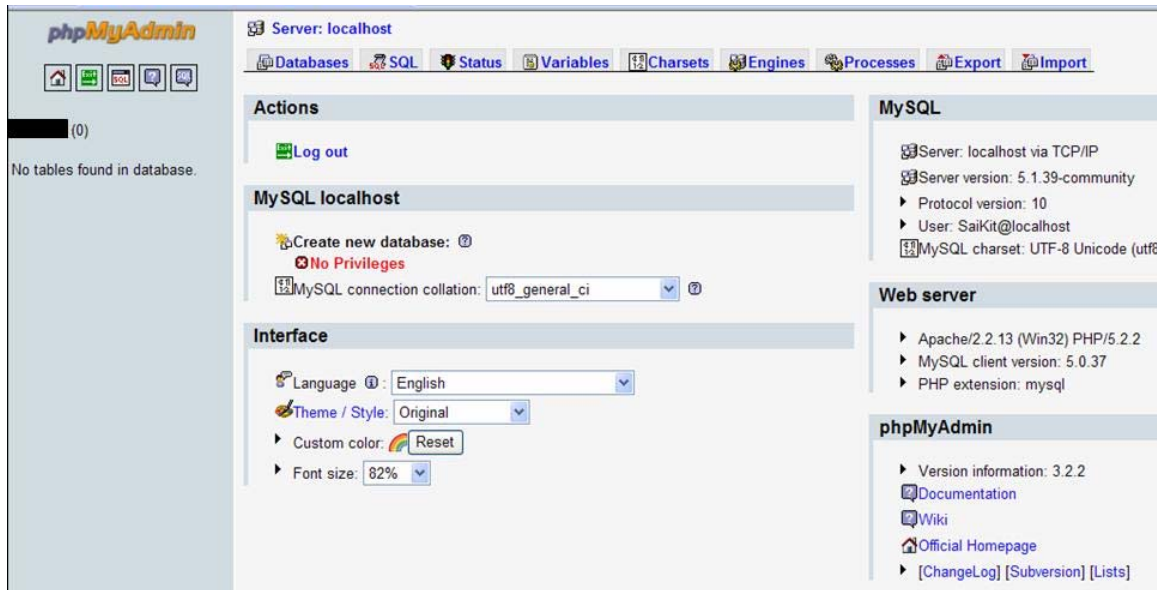 phpMyAdmin
(0)
No tables found in database.
Server: localhost
Databases SQL Status Variables Charsets Engines Processes Export Import
Actions
Log out
MySQL localhost
Create new database:
No Privileges
MySQL connection collation: utf8_general_ci
Interface
Language : English
Theme / Style: Original
Custom color: Reset
Font size: 82%
MySQL
Server: localhost via TCP/IP
Server version: 5.1.39-community
Protocol version: 10
User: SaiKit@localhost
MySQL charset: UTF-8 Unicode (utf8
Web server
Apache/2.2.13 (Win32) PHP/5.2.2
MySQL client version: 5.0.37
PHP extension: mysql
phpMyAdmin
Version information: 3.2.2
Documentation
Wiki
Official Homepage
[ChangeLog] [Subversion] [Lists]